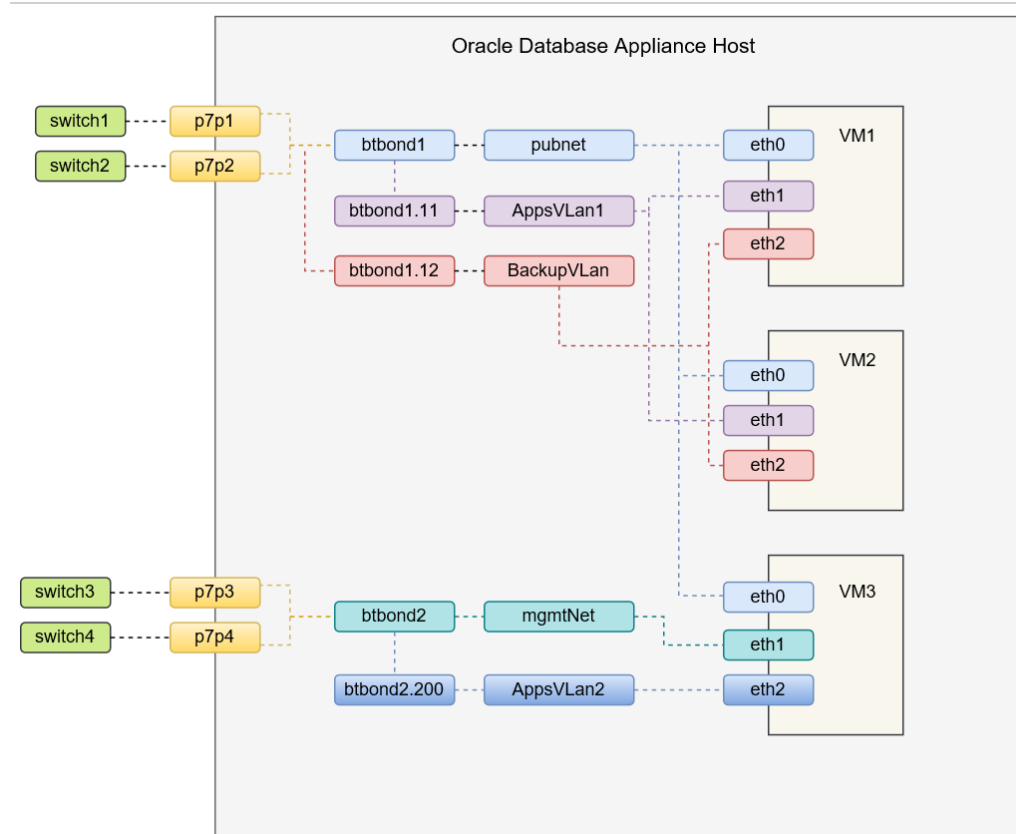 Oracle Database Appliance Host
switch1
p7p1
switch2
p7p2
btbond1
pubnet
eth0
VM1
btbond1.11
AppsVLan1
eth1
btbond1.12
BackupVLan
eth2
eth0
VM2
eth1
eth2
switch3
p7p3
switch4
p7p4
btbond2
mgmtNet
eth0
VM3
eth1
btbond2.200
AppsVLan2
eth2